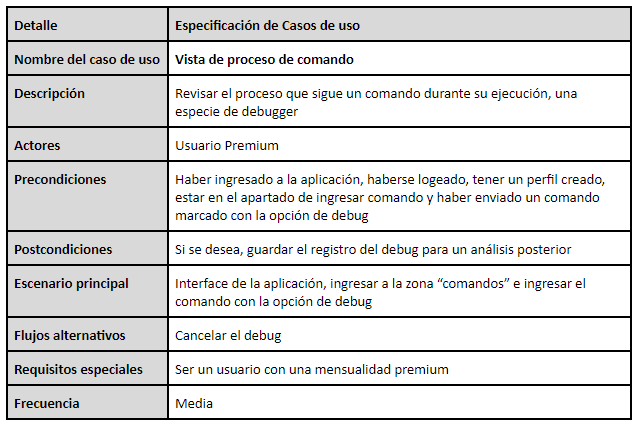 Detalle Especificación de Casos de uso
Nombre del caso de uso Vista de proceso de comando
Descripción Revisar el proceso que sigue un comando durante su ejecución, una
especie de debugger
Actores Usuario Premium
Precondiciones Haber ingresado a la aplicación, haberse logeado, tener un perfil creado,
estar en el apartado de ingresar comando y haber enviado un comando
marcado con la opción de debug
Postcondiciones Si se desea, guardar el registro del debug para un análisis posterior
Escenario principal Interface de la aplicación, ingresar a la zona “comandos” e ingresar el
comando con la opción de debug
Flujos alternativos Cancelar el debug
Requisitos especiales Ser un usuario con una mensualidad premium
Frecuencia Media